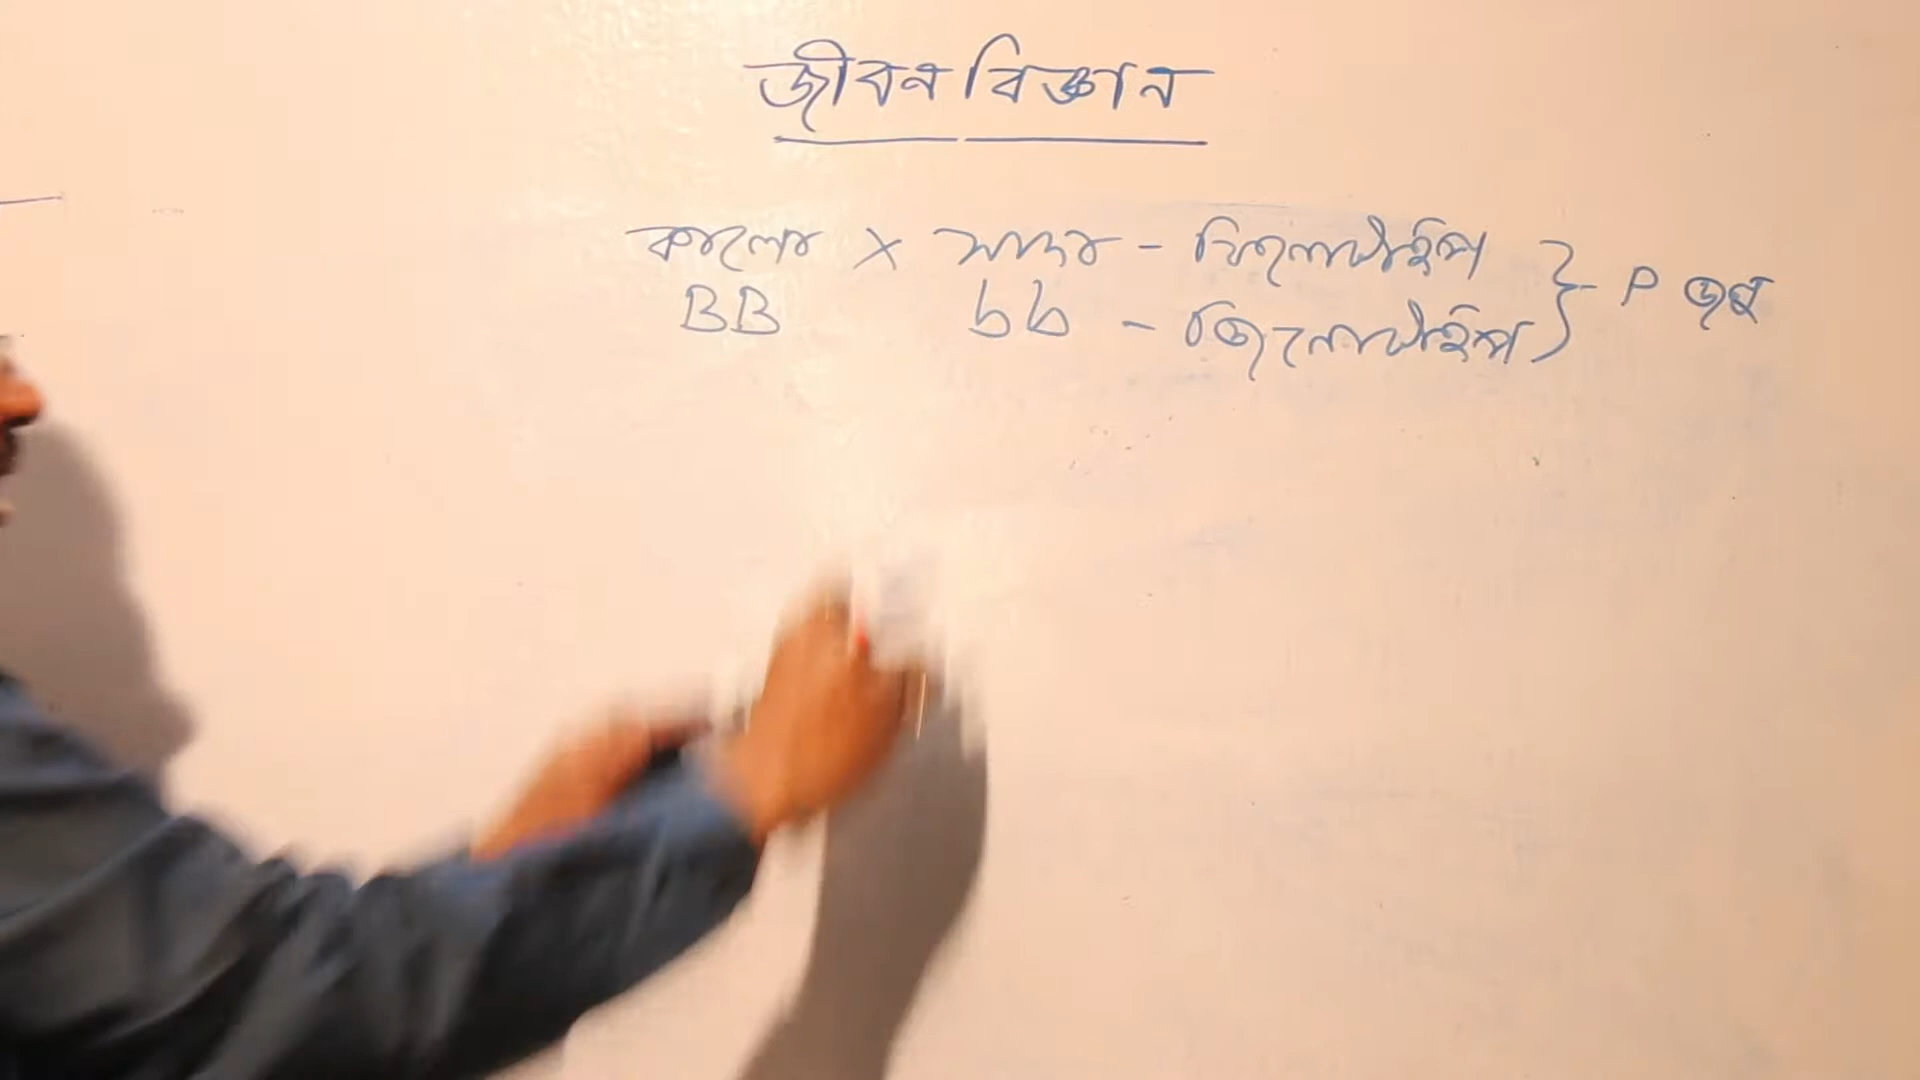 জীবন বিজ্ঞান
কালো × সাদা - ফিনোটাইপ } - P জনু
BB bb - জিনোটাইপ